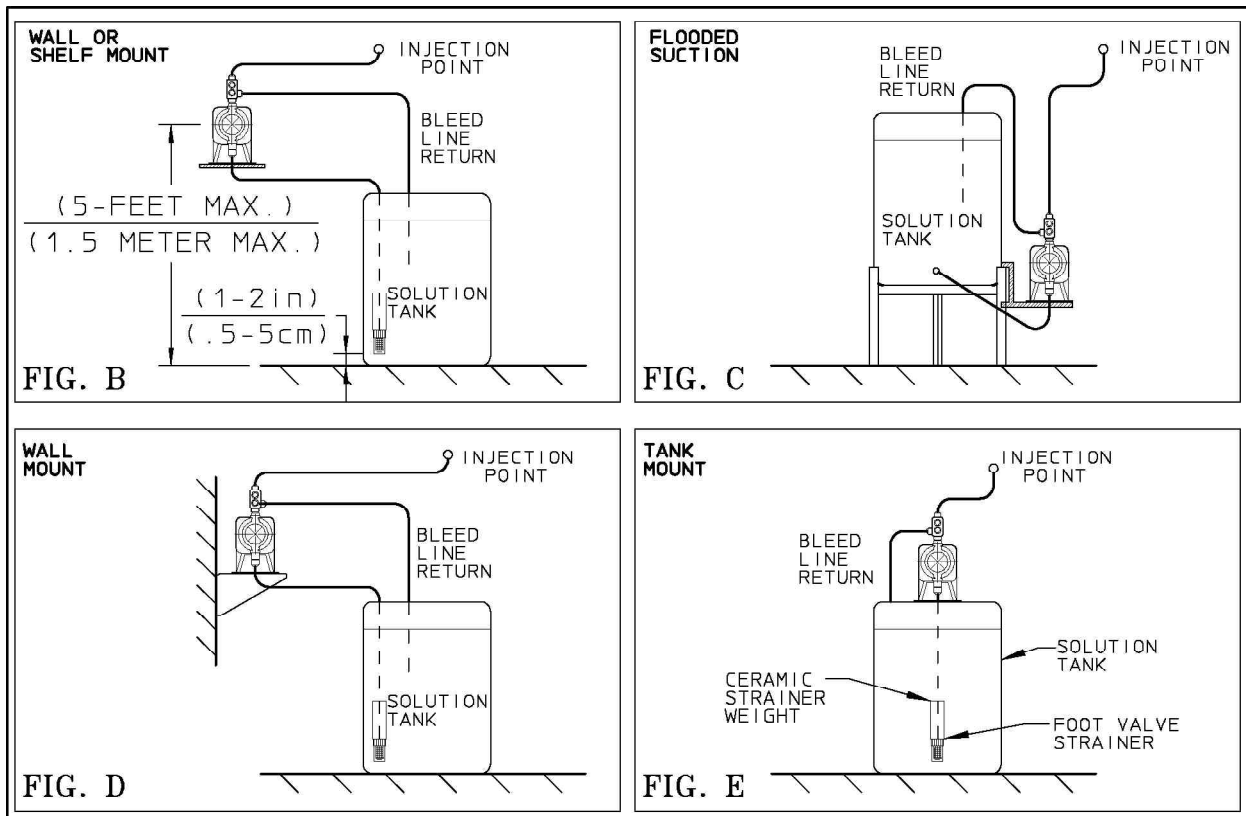 WALL OR
SHELF MOUNT
INJECTION
POINT
BLEED
LINE
RETURN
(5-FEET MAX.)
(1.5 METER MAX.)
(1-2in)
(.5-5cm)
SOLUTION
TANK
FIG. B
FLOODED
SUCTION
BLEED
LINE
RETURN
INJECTION
POINT
SOLUTION
TANK
FIG. C
WALL
MOUNT
INJECTION
POINT
BLEED
LINE
RETURN
SOLUTION
TANK
FIG. D
TANK
MOUNT
INJECTION
POINT
BLEED
LINE
RETURN
SOLUTION
TANK
CERAMIC
STRAINER
WEIGHT
FOOT VALVE
STRAINER
FIG. E